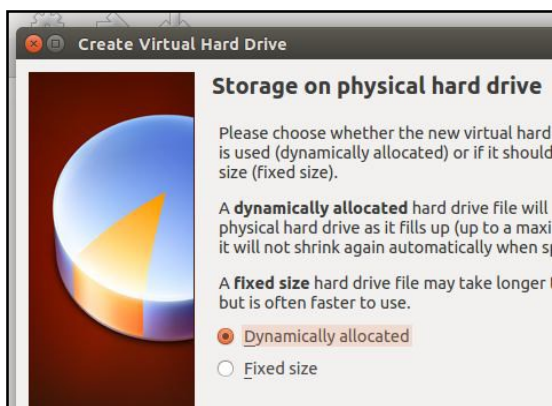 Create Virtual Hard Drive
Storage on physical hard drive
Please choose whether the new virtual hard
is used (dynamically allocated) or if it should
size (fixed size).
A dynamically allocated hard drive file will
physical hard drive as it fills up (up to a maxi
it will not shrink again automatically when sp
A fixed size hard drive file may take longer t
but is often faster to use.
Dynamically allocated
Fixed size